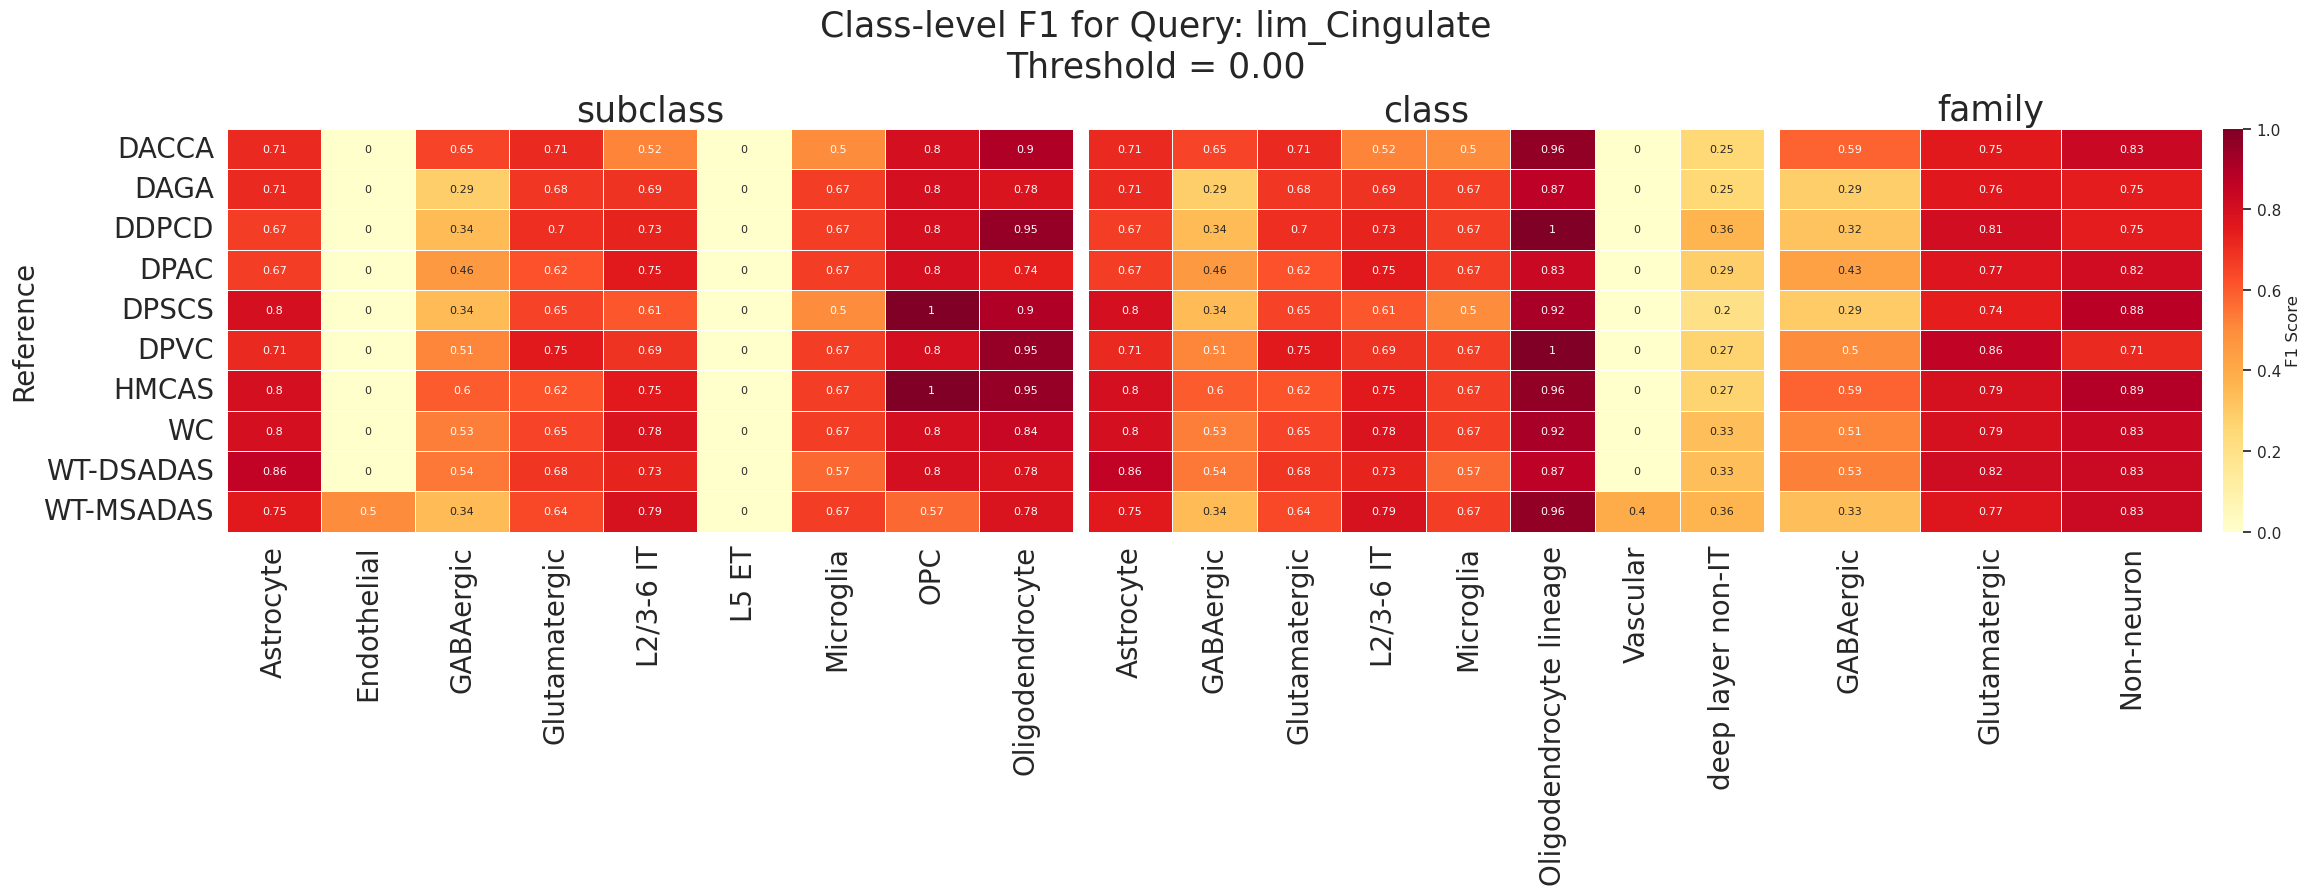 Class-level F1 for Query: lim_Cingulate
Threshold = 0.00
subclass class family
DACCA 0.71 0 0.65 0.71 0.52 0 0.5 0.8 0.9 0.71 0.65 0.71 0.52 0.5 0.96 0 0.25 0.59 0.75 0.83
DAGA 0.71 0 0.29 0.68 0.69 0 0.67 0.8 0.78 0.71 0.29 0.68 0.69 0.67 0.87 0 0.25 0.29 0.76 0.75
DDPCD 0.67 0 0.34 0.7 0.73 0 0.67 0.8 0.95 0.67 0.34 0.7 0.73 0.67 1 0 0.36 0.32 0.81 0.75
DPAC 0.67 0 0.46 0.62 0.75 0 0.67 0.8 0.74 0.67 0.46 0.62 0.75 0.67 0.83 0 0.29 0.43 0.77 0.82
DPSCS 0.8 0 0.34 0.65 0.61 0 0.5 1 0.9 0.8 0.34 0.65 0.61 0.5 0.92 0 0.2 0.29 0.74 0.88
DPVC 0.71 0 0.51 0.75 0.69 0 0.67 0.8 0.95 0.71 0.51 0.75 0.69 0.67 1 0 0.27 0.5 0.86 0.71
HMCAS 0.8 0 0.6 0.62 0.75 0 0.67 1 0.95 0.8 0.6 0.62 0.75 0.67 0.96 0 0.27 0.59 0.79 0.89
WC 0.8 0 0.53 0.65 0.78 0 0.67 0.8 0.84 0.8 0.53 0.65 0.78 0.67 0.92 0 0.33 0.51 0.79 0.83
WT-DSADAS 0.86 0 0.54 0.68 0.73 0 0.57 0.8 0.78 0.86 0.54 0.68 0.73 0.57 0.87 0 0.33 0.53 0.82 0.83
WT-MSADAS 0.75 0.5 0.34 0.64 0.79 0 0.67 0.57 0.78 0.75 0.34 0.64 0.79 0.67 0.96 0.4 0.36 0.33 0.77 0.83
Reference
Astrocyte
Endothelial
GABAergic
Glutamatergic
L2/3-6 IT
L5 ET
Microglia
OPC
Oligodendrocyte
Astrocyte
GABAergic
Glutamatergic
L2/3-6 IT
Microglia
Oligodendrocyte lineage
Vascular
deep layer non-IT
GABAergic
Glutamatergic
Non-neuron
1.0
0.8
0.6
0.4
0.2
0.0
F1 Score